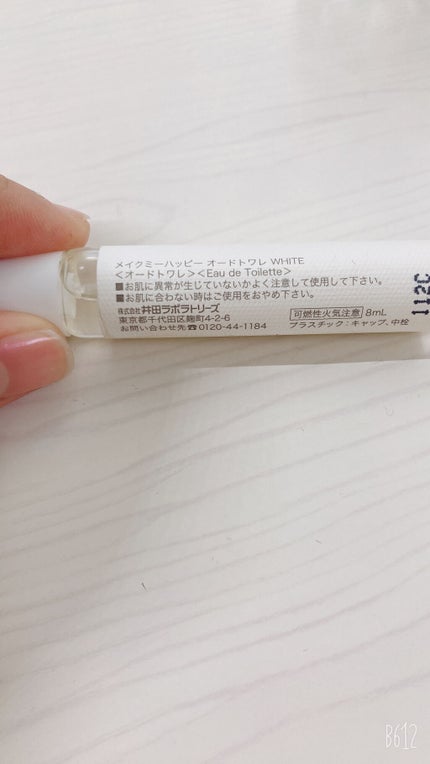 メイクミーハッピー オードトワレ WHITE
＜オードトワレ＞＜Eau de Toilette＞
■お肌に異常が生じていないかよく注意して使用して下さい。
■お肌に合わない時はご使用をおやめ下さい。
株式会社 井田ラボラトリーズ
東京都千代田区麹町4-2-6
お問い合わせ先☎0120-44-1184
可燃性火気注意 8mL
プラスチック：キャップ、中栓
112C
B612